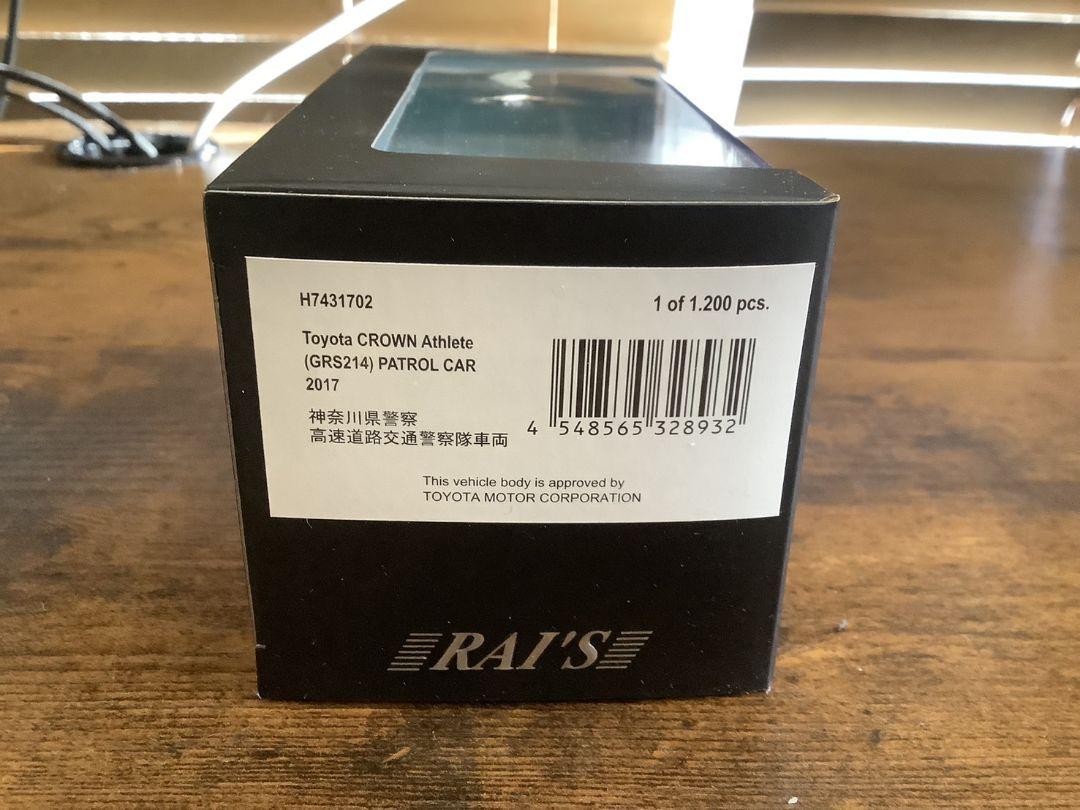 H7431702
1 of 1.200 pcs.
Toyota CROWN Athlete
(GRS214) PATROL CAR
2017
神奈川県警察
高速道路交通警察隊車両
4 548565 328932
This vehicle body is approved by
TOYOTA MOTOR CORPORATION
RAI'S